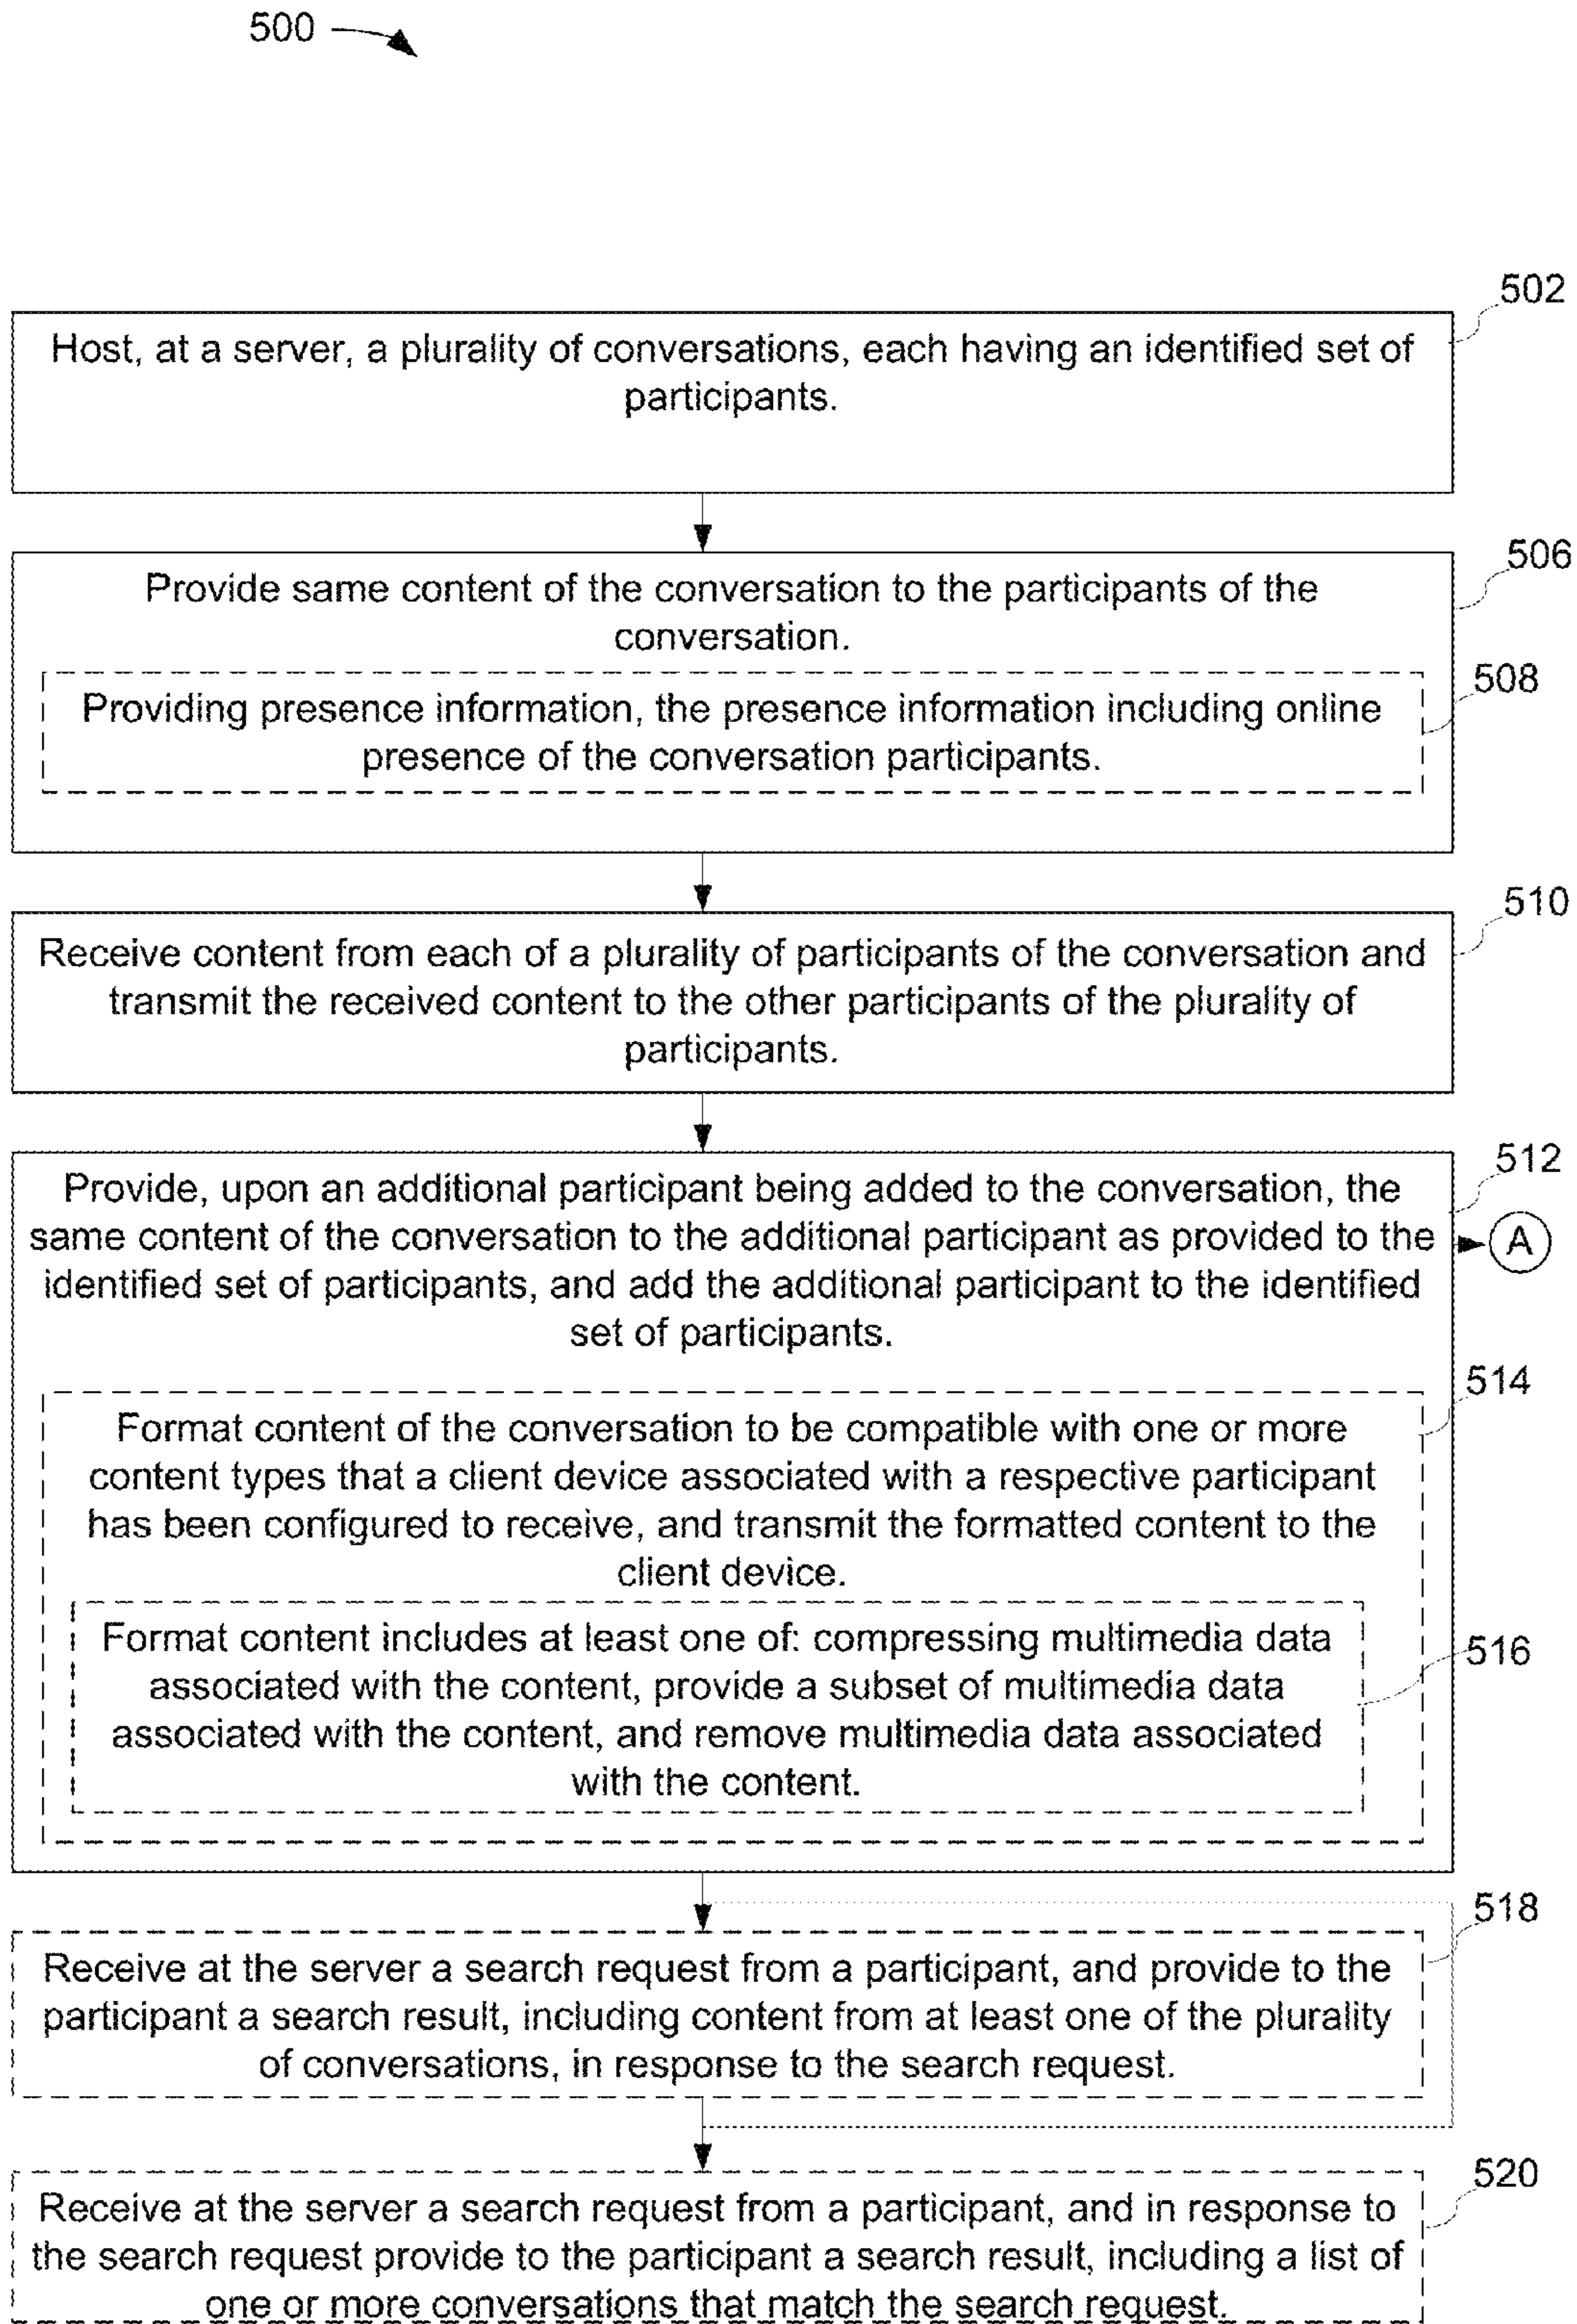 500
502
Host, at a server, a plurality of conversations, each having an identified set of
participants.
506
Provide same content of the conversation to the participants of the
conversation.
508
Providing presence information, the presence information including online
presence of the conversation participants.
510
Receive content from each of a plurality of participants of the conversation and
transmit the received content to the other participants of the plurality of
participants.
512
Provide, upon an additional participant being added to the conversation, the
same content of the conversation to the additional participant as provided to the
A
identified set of participants, and add the additional participant to the identified
set of participants.
514
Format content of the conversation to be compatible with one or more
content types that a client device associated with a respective participant
has been configured to receive, and transmit the formatted content to the
client device.
516
Format content includes at least one of: compressing multimedia data
associated with the content, provide a subset of multimedia data
associated with the content, and remove multimedia data associated
with the content.
518
Receive at the server a search request from a participant, and provide to the
participant a search result, including content from at least one of the plurality
of conversations, in response to the search request.
520
Receive at the server a search request from a participant, and in response to
the search request provide to the participant a search result, including a list of
one or more conversations that match the search request.